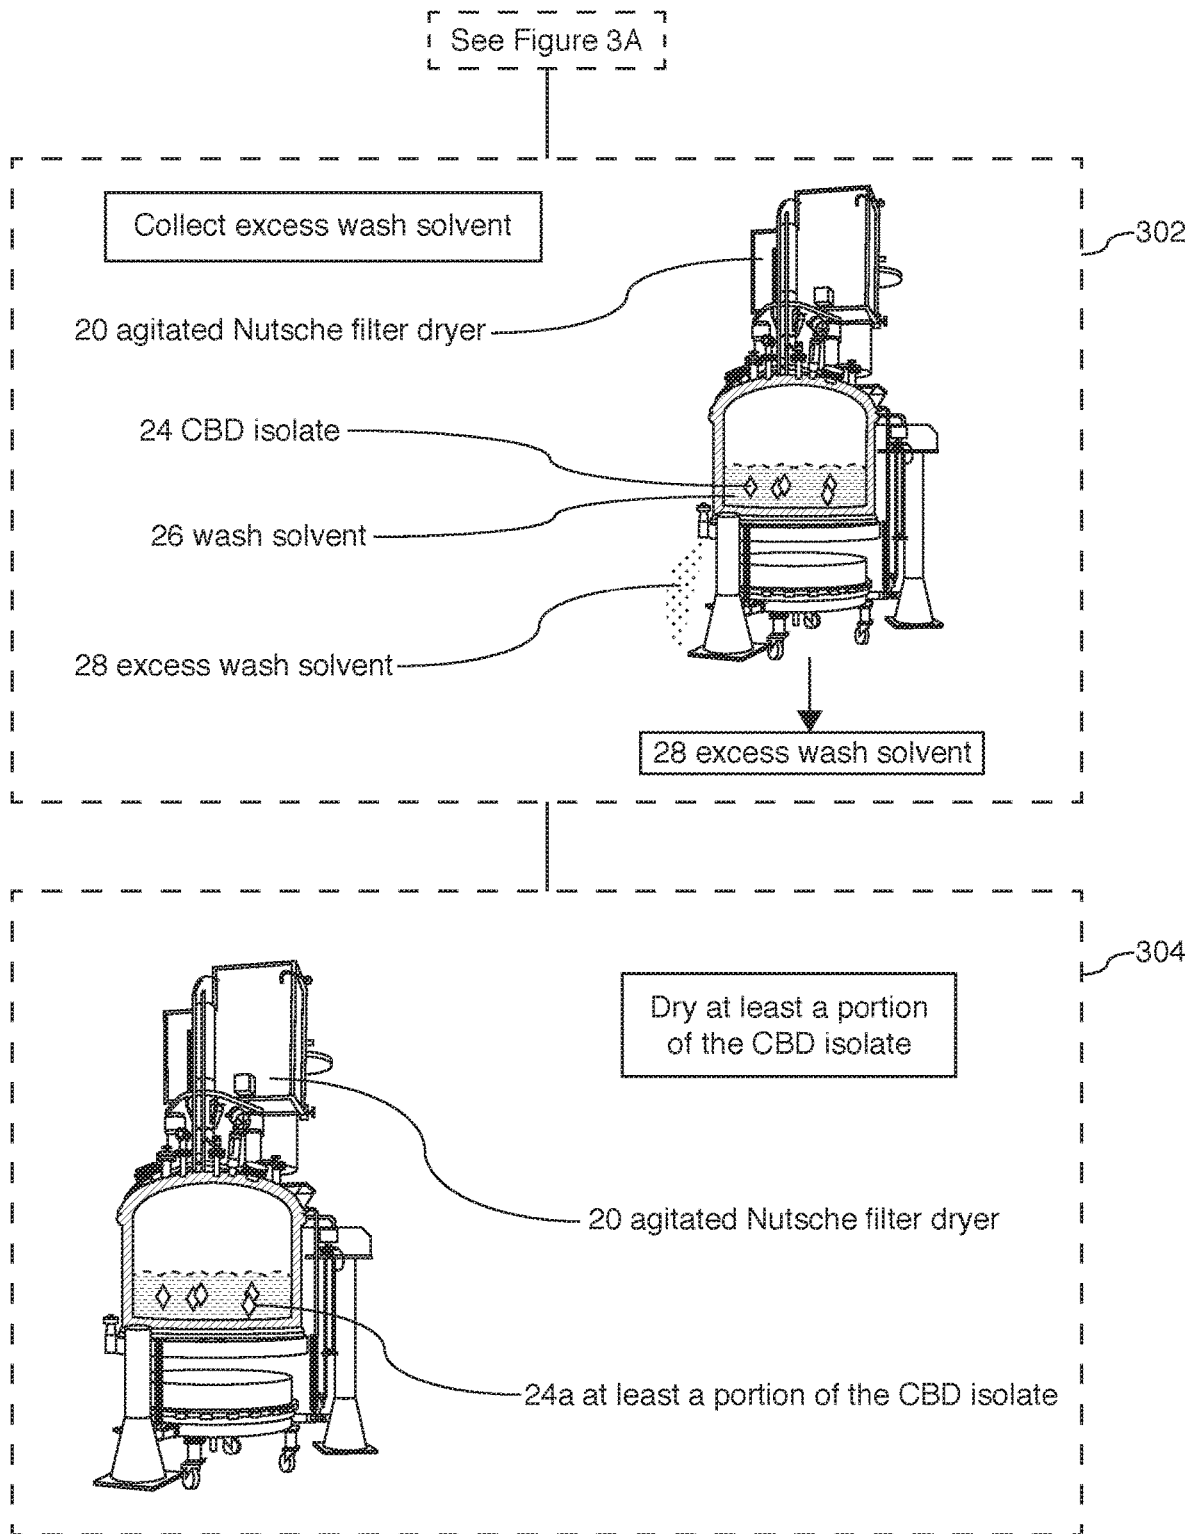 See Figure 3A
Collect excess wash solvent
302
20 agitated Nutsche filter dryer
24 CBD isolate
26 wash solvent
28 excess wash solvent
28 excess wash solvent
304
Dry at least a portion
of the CBD isolate
20 agitated Nutsche filter dryer
24a at least a portion of the CBD isolate